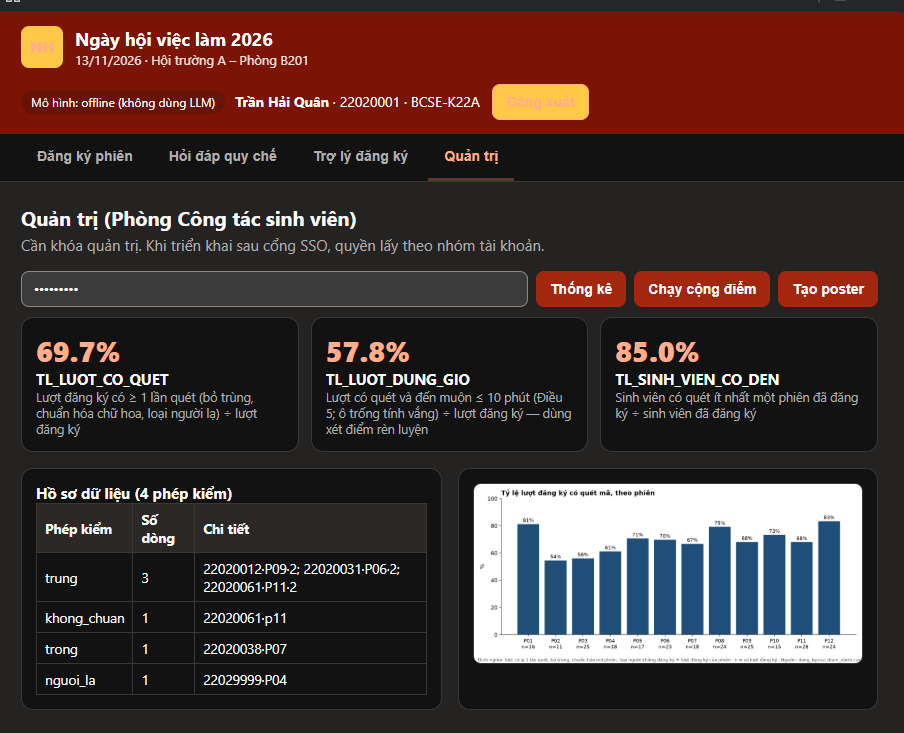 NH
Ngày hội việc làm 2026
13/11/2026 · Hội trường A – Phòng B201
Mô hình: offline (không dùng LLM)
Trần Hải Quân · 22020001 · BCSE-K22A
Đăng xuất
Đăng ký phiên
Hỏi đáp quy chế
Trợ lý đăng ký
Quản trị
Quản trị (Phòng Công tác sinh viên)
Cần khóa quản trị. Khi triển khai sau cổng SSO, quyền lấy theo nhóm tài khoản.
•••••••••
Thống kê
Chạy cộng điểm
Tạo poster
69.7%
TL_LUOT_CO_QUET
Lượt đăng ký có ≥ 1 lần quét (bỏ trùng,
chuẩn hóa chữ hoa, loại người lạ) ÷ lượt
đăng ký
57.8%
TL_LUOT_DUNG_GIO
Lượt có quét và đến muộn ≤ 10 phút (Điều
5; ô trống tính vắng) ÷ lượt đăng ký — dùng
xét điểm rèn luyện
85.0%
TL_SINH_VIEN_CO_DEN
Sinh viên có quét ít nhất một phiên đã đăng
ký ÷ sinh viên đã đăng ký
Hồ sơ dữ liệu (4 phép kiểm)
Phép kiểm
Số
dòng
Chi tiết
trung
3
22020012·P09·2; 22020031·P06·2;
22020061·P11·2
khong_chuan
1
22020061·p11
trong
1
22020038·P07
nguoi_la
1
22029999·P04
Tỷ lệ lượt đăng ký có quét mã, theo phiên
%
100
80
60
40
20
0
81%
54%
56%
61%
71%
70%
67%
79%
68%
73%
68%
83%
P01
n=16
P02
n=11
P03
n=25
P04
n=18
P05
n=17
P06
n=23
P07
n=18
P08
n=24
P09
n=25
P10
n=15
P11
n=28
P12
n=24